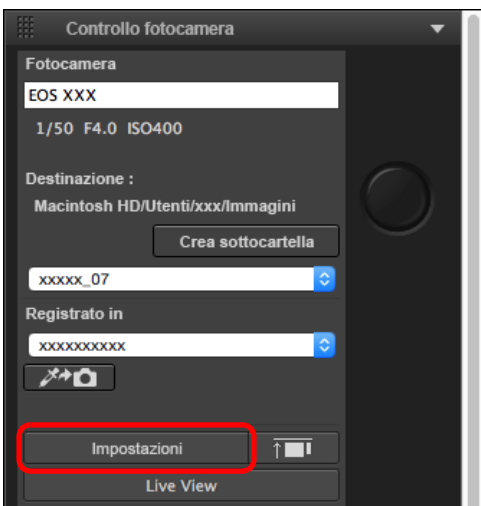 Controllo fotocamera
Fotocamera
EOS XXX
1/50 F4.0 ISO400
Destinazione :
Macintosh HD/Utenti/xxx/Immagini
Crea sottocartella
xxxxx_07
Registrato in
xxxxxxxxxx
Impostazioni
Live View